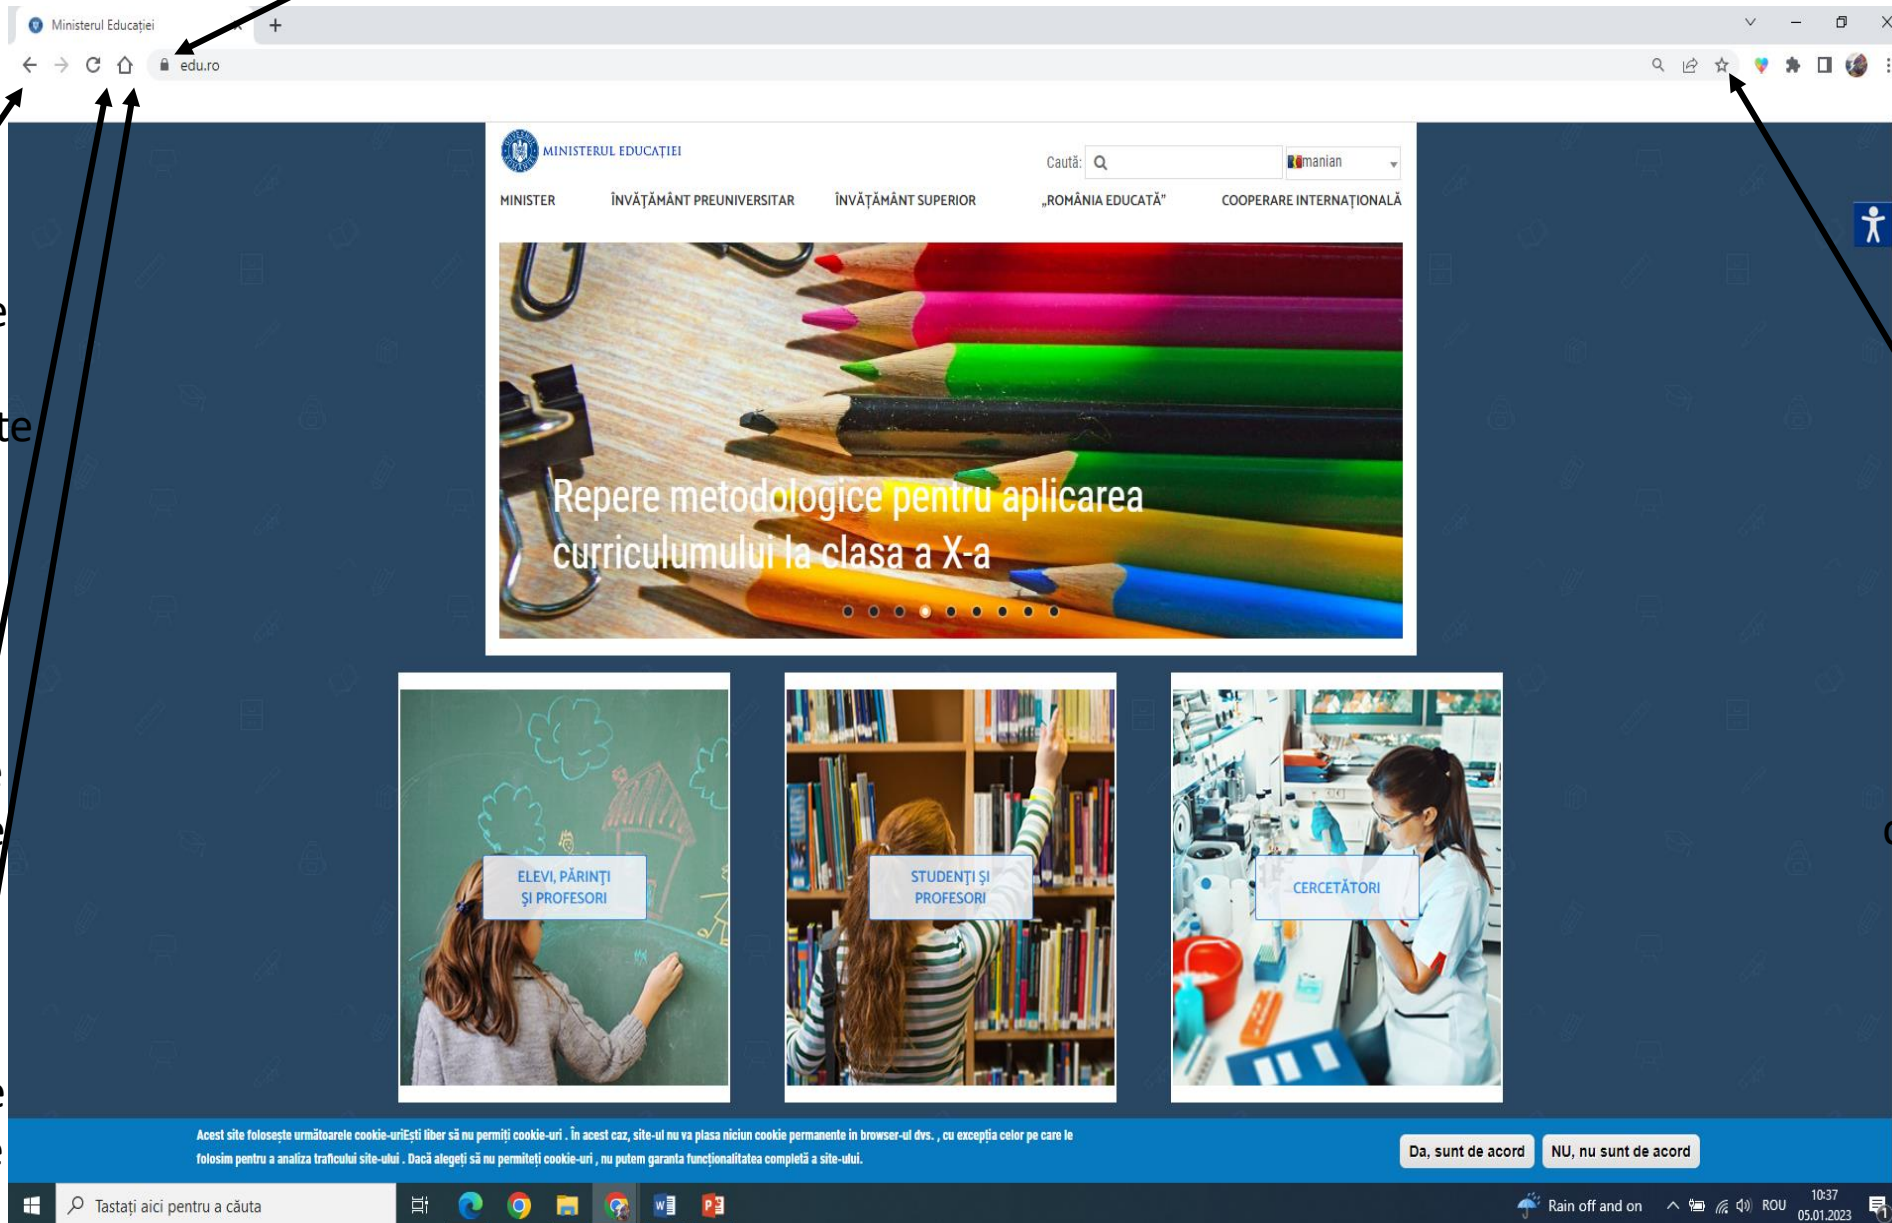 Ministerul Educației
edu.ro
MINISTERUL EDUCAȚIEI
Caută:
manian
MINISTER
ÎNVĂȚĂMÂNT PREUNIVERSITAR
ÎNVĂȚĂMÂNT SUPERIOR
„ROMÂNIA EDUCATĂ”
COOPERARE INTERNAȚIONALĂ
Repere metodologice pentru aplicarea
curriculumului la clasa a X-a
ELEVI, PĂRINȚI
ȘI PROFESORI
STUDENȚI ȘI
PROFESORI
CERCETĂTORI
Acest site folosește următoarele cookie-uriEști liber să nu permiți cookie-uri . În acest caz, site-ul nu va plasa niciun cookie permanente in browser-ul dvs. , cu excepția celor pe care le
folosim pentru a analiza traficului site-ului . Dacă alegeți să nu permiteți cookie-uri , nu putem garanta funcționalitatea completă a site-ului.
Da, sunt de acord
NU, nu sunt de acord
Tastați aici pentru a căuta
Rain off and on
ROU
10:37
05.01.2023